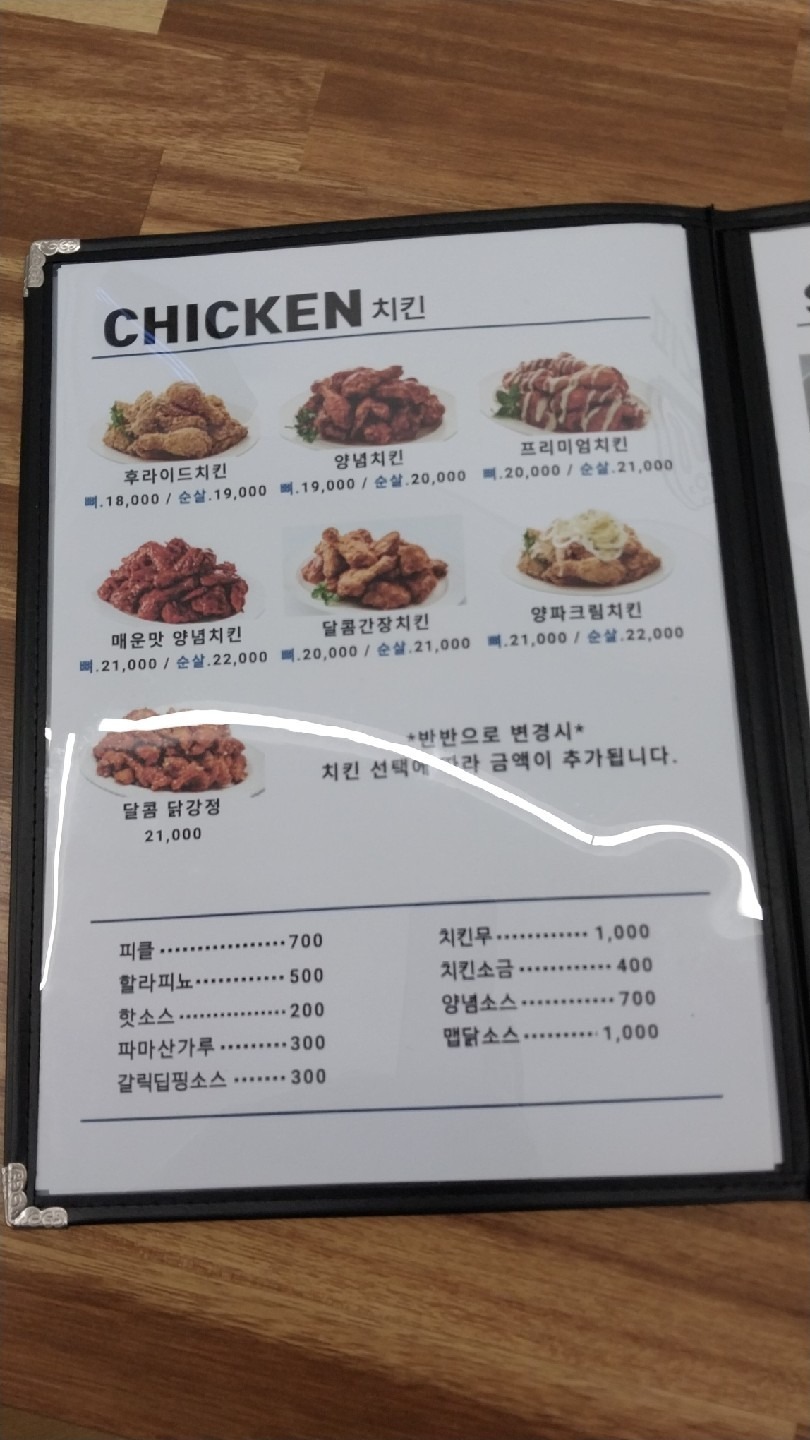 CHICKEN 치킨
후라이드치킨
뼈.18,000 / 순살.19,000
양념치킨
뼈.19,000 / 순살.20,000
프리미엄치킨
뼈.20,000 / 순살.21,000
매운맛 양념치킨
뼈.21,000 / 순살.22,000
달콤간장치킨
뼈.20,000 / 순살.21,000
양파크림치킨
뼈.21,000 / 순살.22,000
달콤 닭강정
21,000
*반반으로 변경시*
치킨 선택에 따라 금액이 추가됩니다.
피클 ·················· 700
할라피뇨 ············· 500
핫소스 ················ 200
파마산가루 ·········· 300
갈릭딥핑소스 ······· 300
치킨무 ············· 1,000
치킨소금 ············· 400
양념소스 ·············· 700
맵닭소스 ··········· 1,000